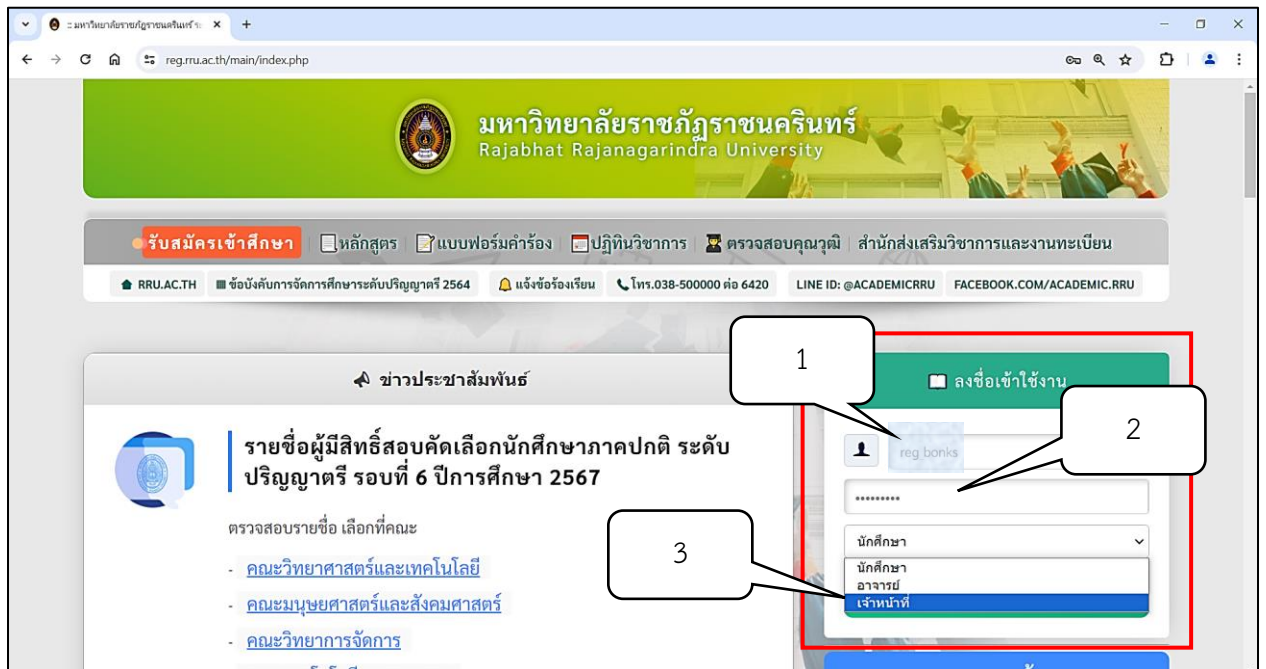 :: มหาวิทยาลัยราชภัฏราชนครินทร์ ระ
reg.rru.ac.th/main/index.php
มหาวิทยาลัยราชภัฏราชนครินทร์
Rajabhat Rajanagarindra University
รับสมัครเข้าศึกษา หลักสูตร แบบฟอร์มคำร้อง ปฏิทินวิชาการ ตรวจสอบคุณวุฒิ สำนักส่งเสริมวิชาการและงานทะเบียน
RRU.AC.TH ข้อบังคับการจัดการศึกษาระดับปริญญาตรี 2564 แจ้งข้อร้องเรียน โทร.038-500000 ต่อ 6420 LINE ID: @ACADEMICRRU FACEBOOK.COM/ACADEMIC.RRU
1
ข่าวประชาสัมพันธ์
ลงชื่อเข้าใช้งาน
2
รายชื่อผู้มีสิทธิ์สอบคัดเลือกนักศึกษาภาคปกติ ระดับ
ปริญญาตรี รอบที่ 6 ปีการศึกษา 2567
reg bonks
ตรวจสอบรายชื่อ เลือกที่คณะ
3
นักศึกษา
นักศึกษา
อาจารย์
เจ้าหน้าที่
- คณะวิทยาศาสตร์และเทคโนโลยี
- คณะมนุษยศาสตร์และสังคมศาสตร์
- คณะวิทยาการจัดการ